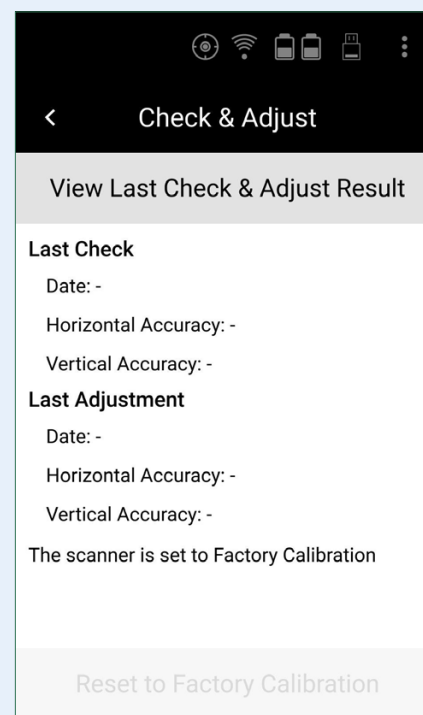 Check & Adjust
View Last Check & Adjust Result
Last Check
Date: -
Horizontal Accuracy: -
Vertical Accuracy: -
Last Adjustment
Date: -
Horizontal Accuracy: -
Vertical Accuracy: -
The scanner is set to Factory Calibration
Reset to Factory Calibration